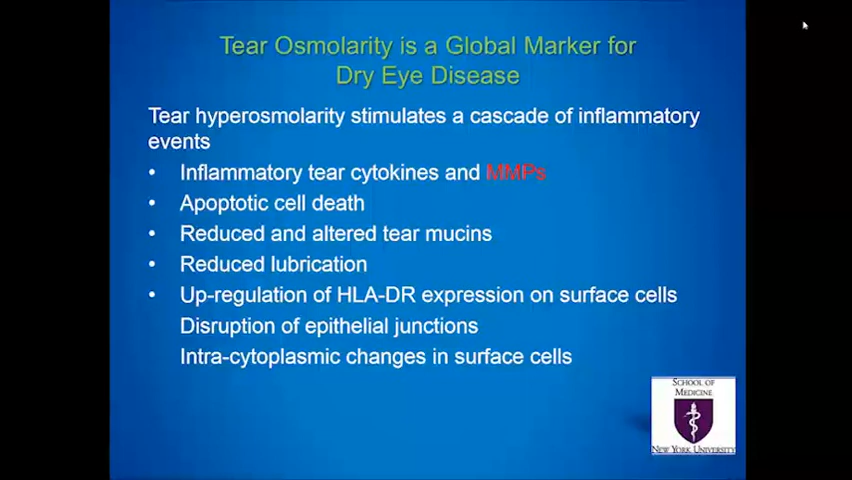 Tear Osmolarity is a Global Marker for
Dry Eye Disease
Tear hyperosmolarity stimulates a cascade of inflammatory
events
• Inflammatory tear cytokines and MMPs
• Apoptotic cell death
• Reduced and altered tear mucins
• Reduced lubrication
• Up-regulation of HLA-DR expression on surface cells
Disruption of epithelial junctions
Intra-cytoplasmic changes in surface cells
SCHOOL OF
MEDICINE
NEW YORK UNIVERSITY